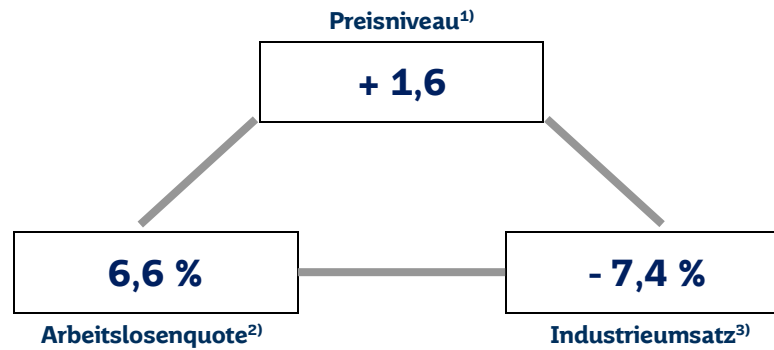 Preisniveau¹⁾
+ 1,6
6,6 %
- 7,4 %
Arbeitslosenquote²⁾
Industrieumsatz³⁾